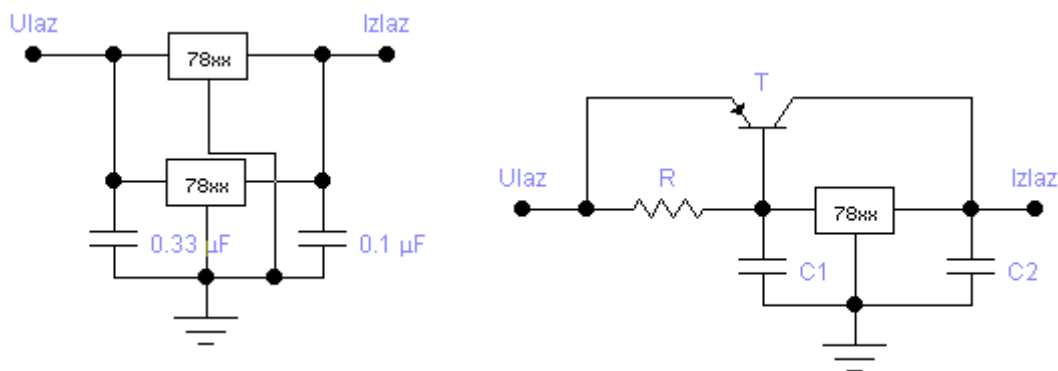 Ulaz
Izlaz
78xx
78xx
0.33 µF
0.1 µF
T
Ulaz
R
Izlaz
78xx
C1
C2